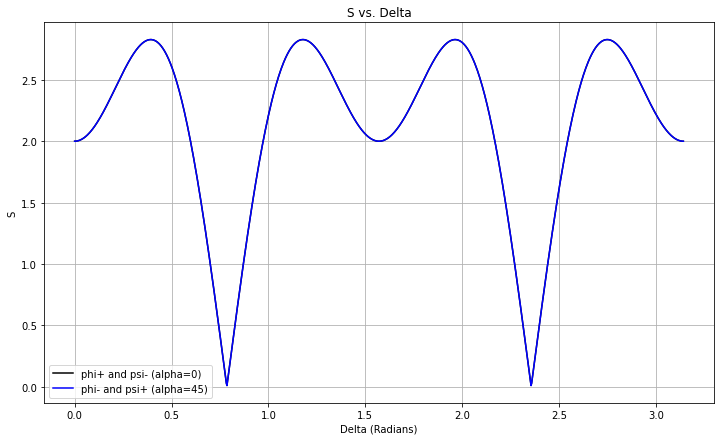 S vs. Delta
2.5
2.0
1.5
1.0
0.5
0.0
S
phi+ and psi- (alpha=0)
phi- and psi+ (alpha=45)
0.0 0.5 1.0 1.5 2.0 2.5 3.0
Delta (Radians)